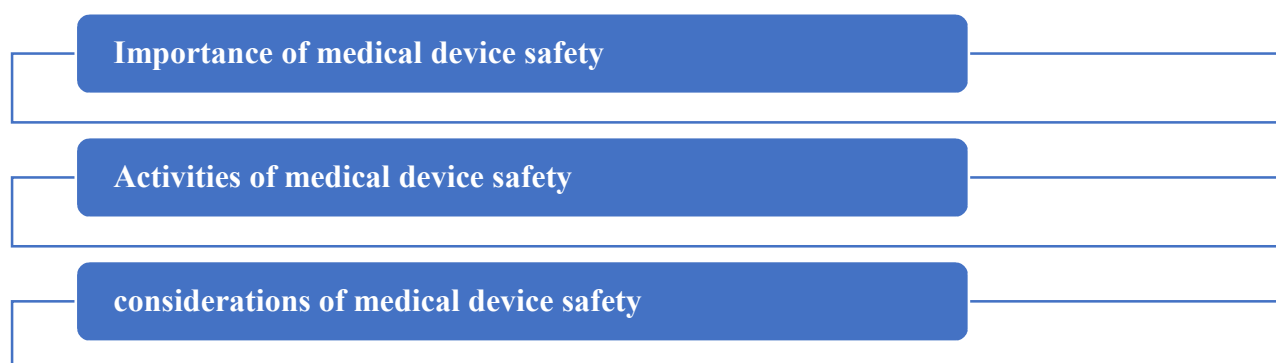 Importance of medical device safety
Activities of medical device safety
considerations of medical device safety